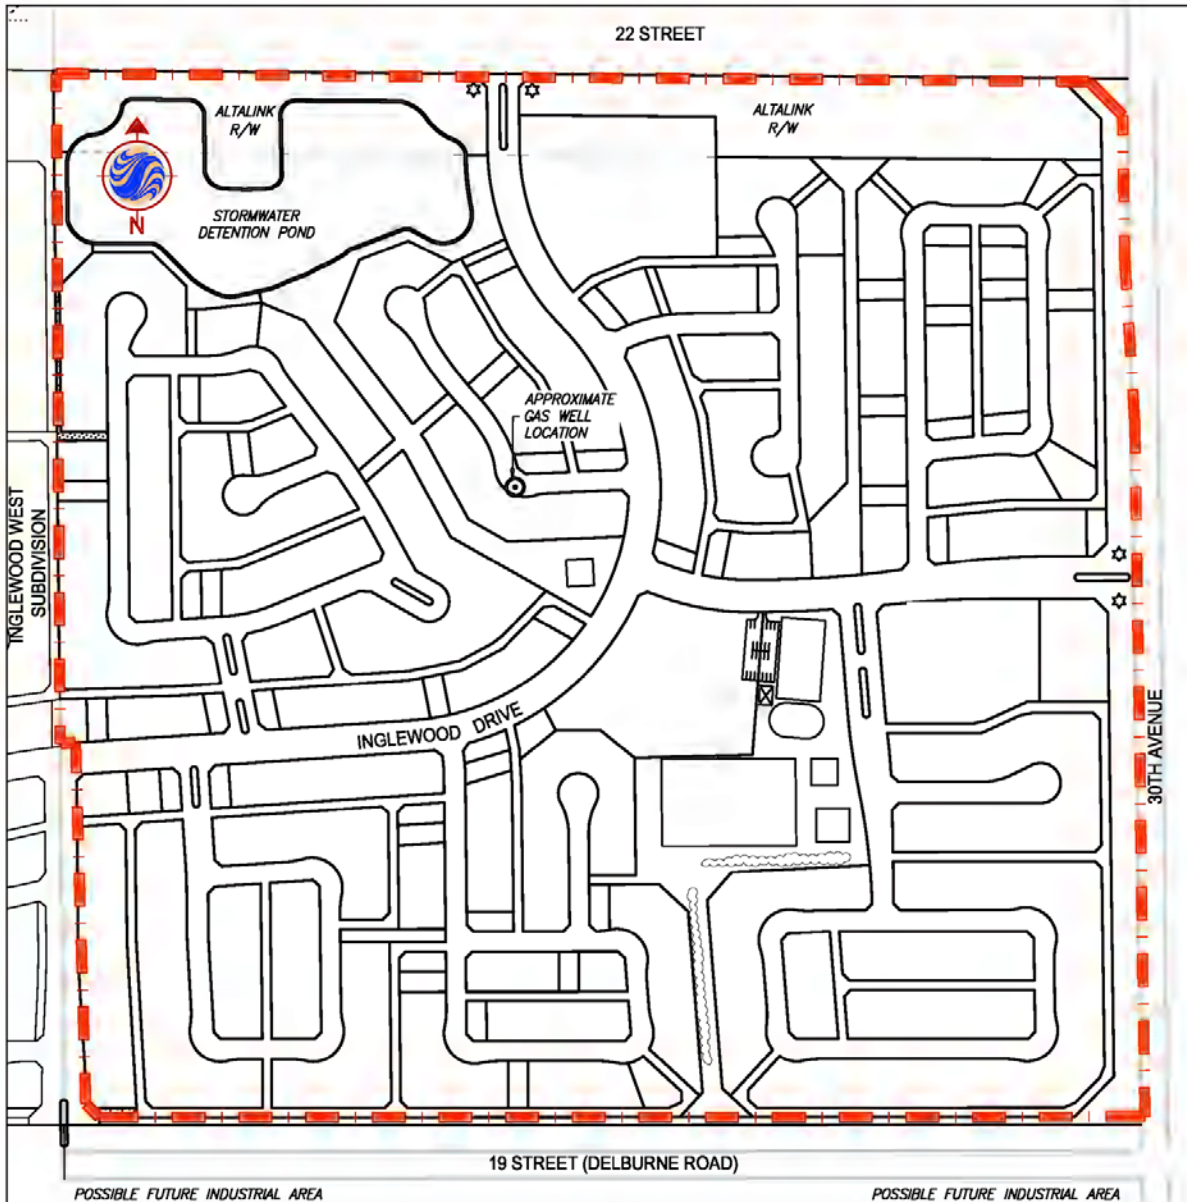 22 STREET
ALTALINK
R/W
ALTALINK
R/W
N
STORMWATER
DETENTION POND
APPROXIMATE
GAS WELL
LOCATION
INGLEWOOD WEST
SUBDIVISION
INGLEWOOD DRIVE
30TH AVENUE
19 STREET (DELBURNE ROAD)
POSSIBLE FUTURE INDUSTRIAL AREA
POSSIBLE FUTURE INDUSTRIAL AREA